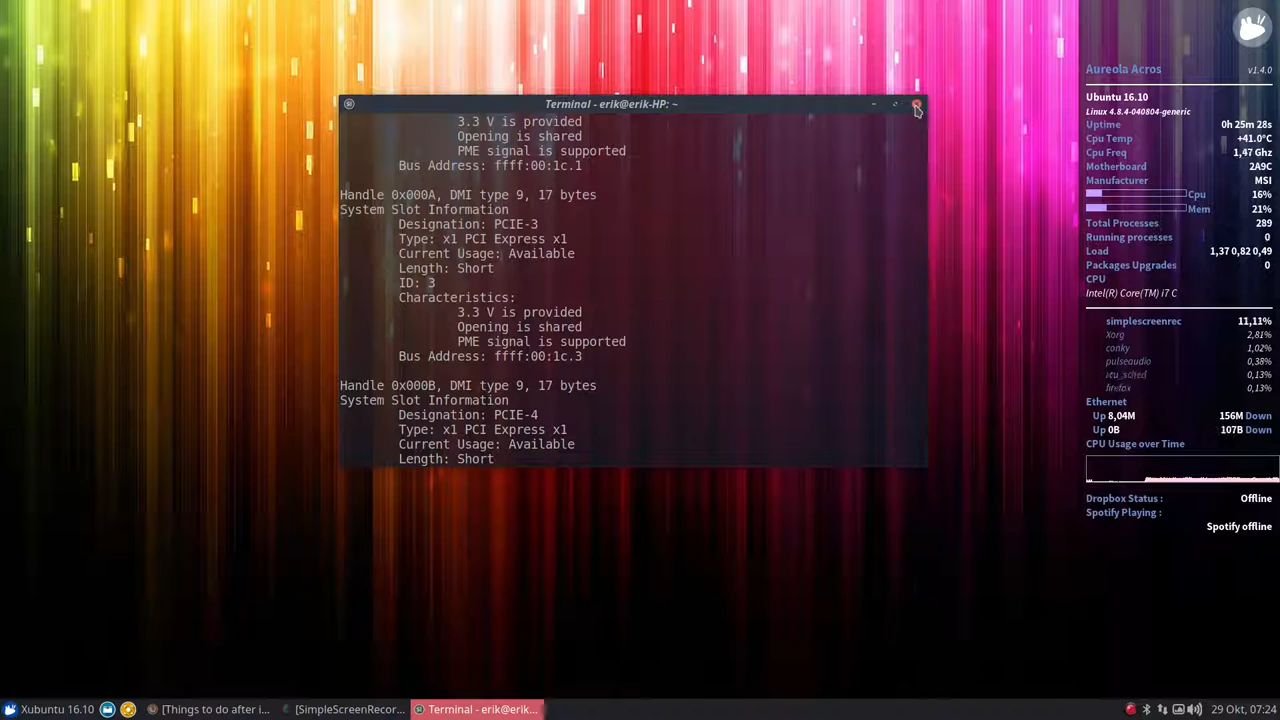 Terminal - erik@erik-HP: ~
3.3 V is provided
Opening is shared
PME signal is supported
Bus Address: ffff:00:1c.1
Handle 0x000A, DMI type 9, 17 bytes
System Slot Information
Designation: PCIE-3
Type: x1 PCI Express x1
Current Usage: Available
Length: Short
ID: 3
Characteristics:
3.3 V is provided
Opening is shared
PME signal is supported
Bus Address: ffff:00:1c.3
Handle 0x000B, DMI type 9, 17 bytes
System Slot Information
Designation: PCIE-4
Type: x1 PCI Express x1
Current Usage: Available
Length: Short
Aureola Acros v1.4.0
Ubuntu 16.10
Linux 4.8.4-040804-generic
Uptime 0h 25m 28s
Cpu Temp +41.0°C
Cpu Freq 1,47 Ghz
Motherboard 2A9C
Manufacturer MSI
Cpu 16%
Mem 21%
Total Processes 289
Running processes 0
Load 1,37 0,82 0,49
Packages Upgrades 0
CPU
Intel(R) Core(TM) i7 C
simplescreenrec 11,11%
Xorg 2,81%
conky 1,02%
pulseaudio 0,38%
rcu_sched 0,13%
firefox 0,13%
Ethernet
Up 8,04M 156M Down
Up 0B 107B Down
CPU Usage over Time
Dropbox Status : Offline
Spotify Playing :
Spotify offline
Xubuntu 16.10 [Things to do after i... [SimpleScreenRecor... Terminal - erik@erik... 29 Okt, 07:24